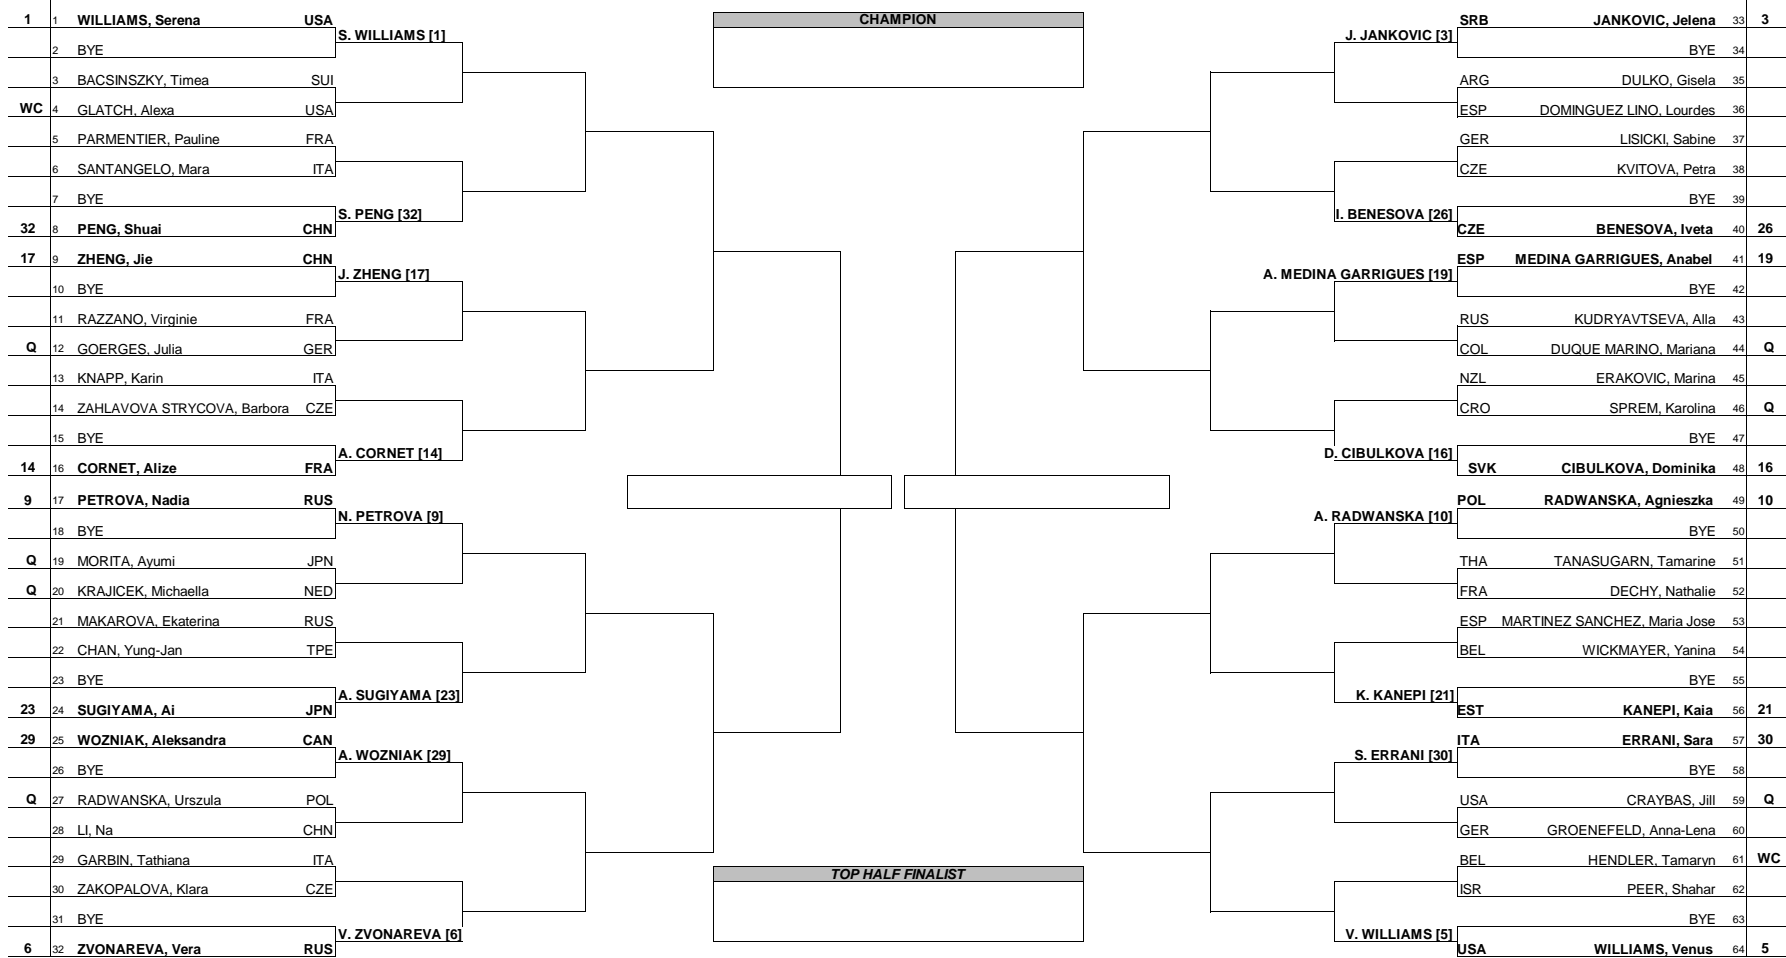 1 1 WILLIAMS, Serena USA
S. WILLIAMS [1]
2 BYE
3 BACSINSZKY, Timea SUI
WC 4 GLATCH, Alexa USA
5 PARMENTIER, Pauline FRA
6 SANTANGELO, Mara ITA
7 BYE
S. PENG [32]
32 8 PENG, Shuai CHN
17 9 ZHENG, Jie CHN
J. ZHENG [17]
10 BYE
11 RAZZANO, Virginie FRA
Q 12 GOERGES, Julia GER
13 KNAPP, Karin ITA
14 ZAHLAVOVA STRYCOVA, Barbora CZE
15 BYE
A. CORNET [14]
14 16 CORNET, Alize FRA
9 17 PETROVA, Nadia RUS
N. PETROVA [9]
18 BYE
Q 19 MORITA, Ayumi JPN
Q 20 KRAJICEK, Michaella NED
21 MAKAROVA, Ekaterina RUS
22 CHAN, Yung-Jan TPE
23 BYE
A. SUGIYAMA [23]
23 24 SUGIYAMA, Ai JPN
29 25 WOZNIAK, Aleksandra CAN
A. WOZNIAK [29]
26 BYE
Q 27 RADWANSKA, Urszula POL
28 LI, Na CHN
29 GARBIN, Tathiana ITA
30 ZAKOPALOVA, Klara CZE
31 BYE
V. ZVONAREVA [6]
6 32 ZVONAREVA, Vera RUS
CHAMPION
TOP HALF FINALIST
SRB JANKOVIC, Jelena 33 3
J. JANKOVIC [3]
BYE 34
ARG DULKO, Gisela 35
ESP DOMINGUEZ LINO, Lourdes 36
GER LISICKI, Sabine 37
CZE KVITOVA, Petra 38
BYE 39
I. BENESOVA [26]
CZE BENESOVA, Iveta 40 26
ESP MEDINA GARRIGUES, Anabel 41 19
A. MEDINA GARRIGUES [19]
BYE 42
RUS KUDRYAVTSEVA, Alla 43
COL DUQUE MARINO, Mariana 44 Q
NZL ERAKOVIC, Marina 45
CRO SPREM, Karolina 46 Q
BYE 47
D. CIBULKOVA [16]
SVK CIBULKOVA, Dominika 48 16
POL RADWANSKA, Agnieszka 49 10
A. RADWANSKA [10]
BYE 50
THA TANASUGARN, Tamarine 51
FRA DECHY, Nathalie 52
ESP MARTINEZ SANCHEZ, Maria Jose 53
BEL WICKMAYER, Yanina 54
BYE 55
K. KANEPI [21]
EST KANEPI, Kaia 56 21
ITA ERRANI, Sara 57 30
S. ERRANI [30]
BYE 58
USA CRAYBAS, Jill 59 Q
GER GROENEFELD, Anna-Lena 60
BEL HENDLER, Tamaryn 61 WC
ISR PEER, Shahar 62
BYE 63
V. WILLIAMS [5]
USA WILLIAMS, Venus 64 5